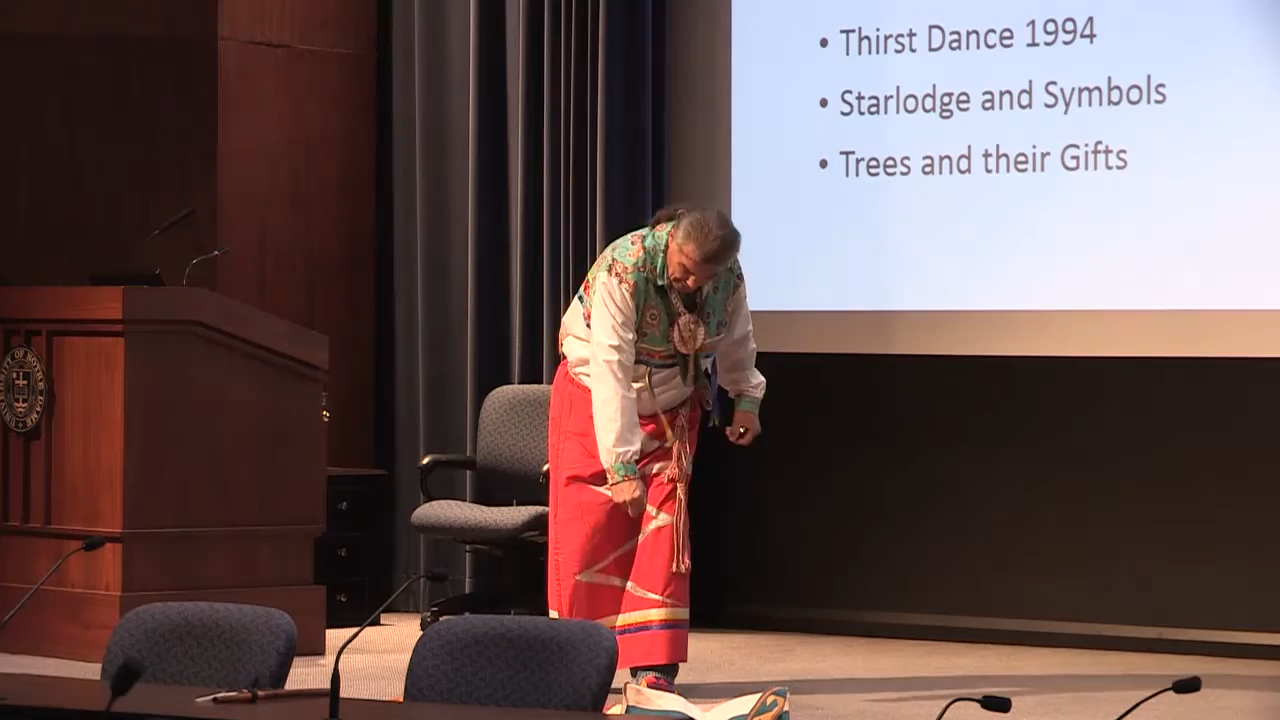 • Thirst Dance 1994
• Starlodge and Symbols
• Trees and their Gifts